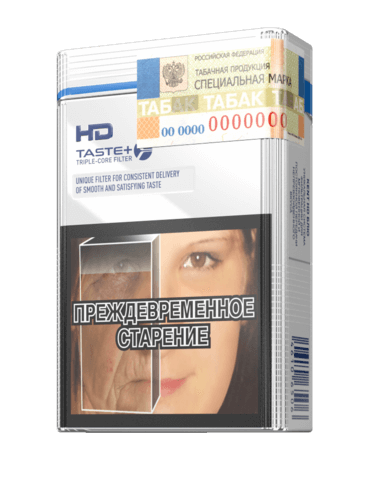 РОССИЙСКАЯ ФЕДЕРАЦИЯ
ТАБАЧНАЯ ПРОДУКЦИЯ
СПЕЦИАЛЬНАЯ МАРКА
ТАБАК ТАБАК ТАБ
00 0000 0000000
HD
TASTE+
TRIPLE-CORE FILTER
UNIQUE FILTER FOR CONSISTENT DELIVERY
OF SMOOTH AND SATISFYING TASTE
ПРЕЖДЕВРЕМЕННОЕ
СТАРЕНИЕ